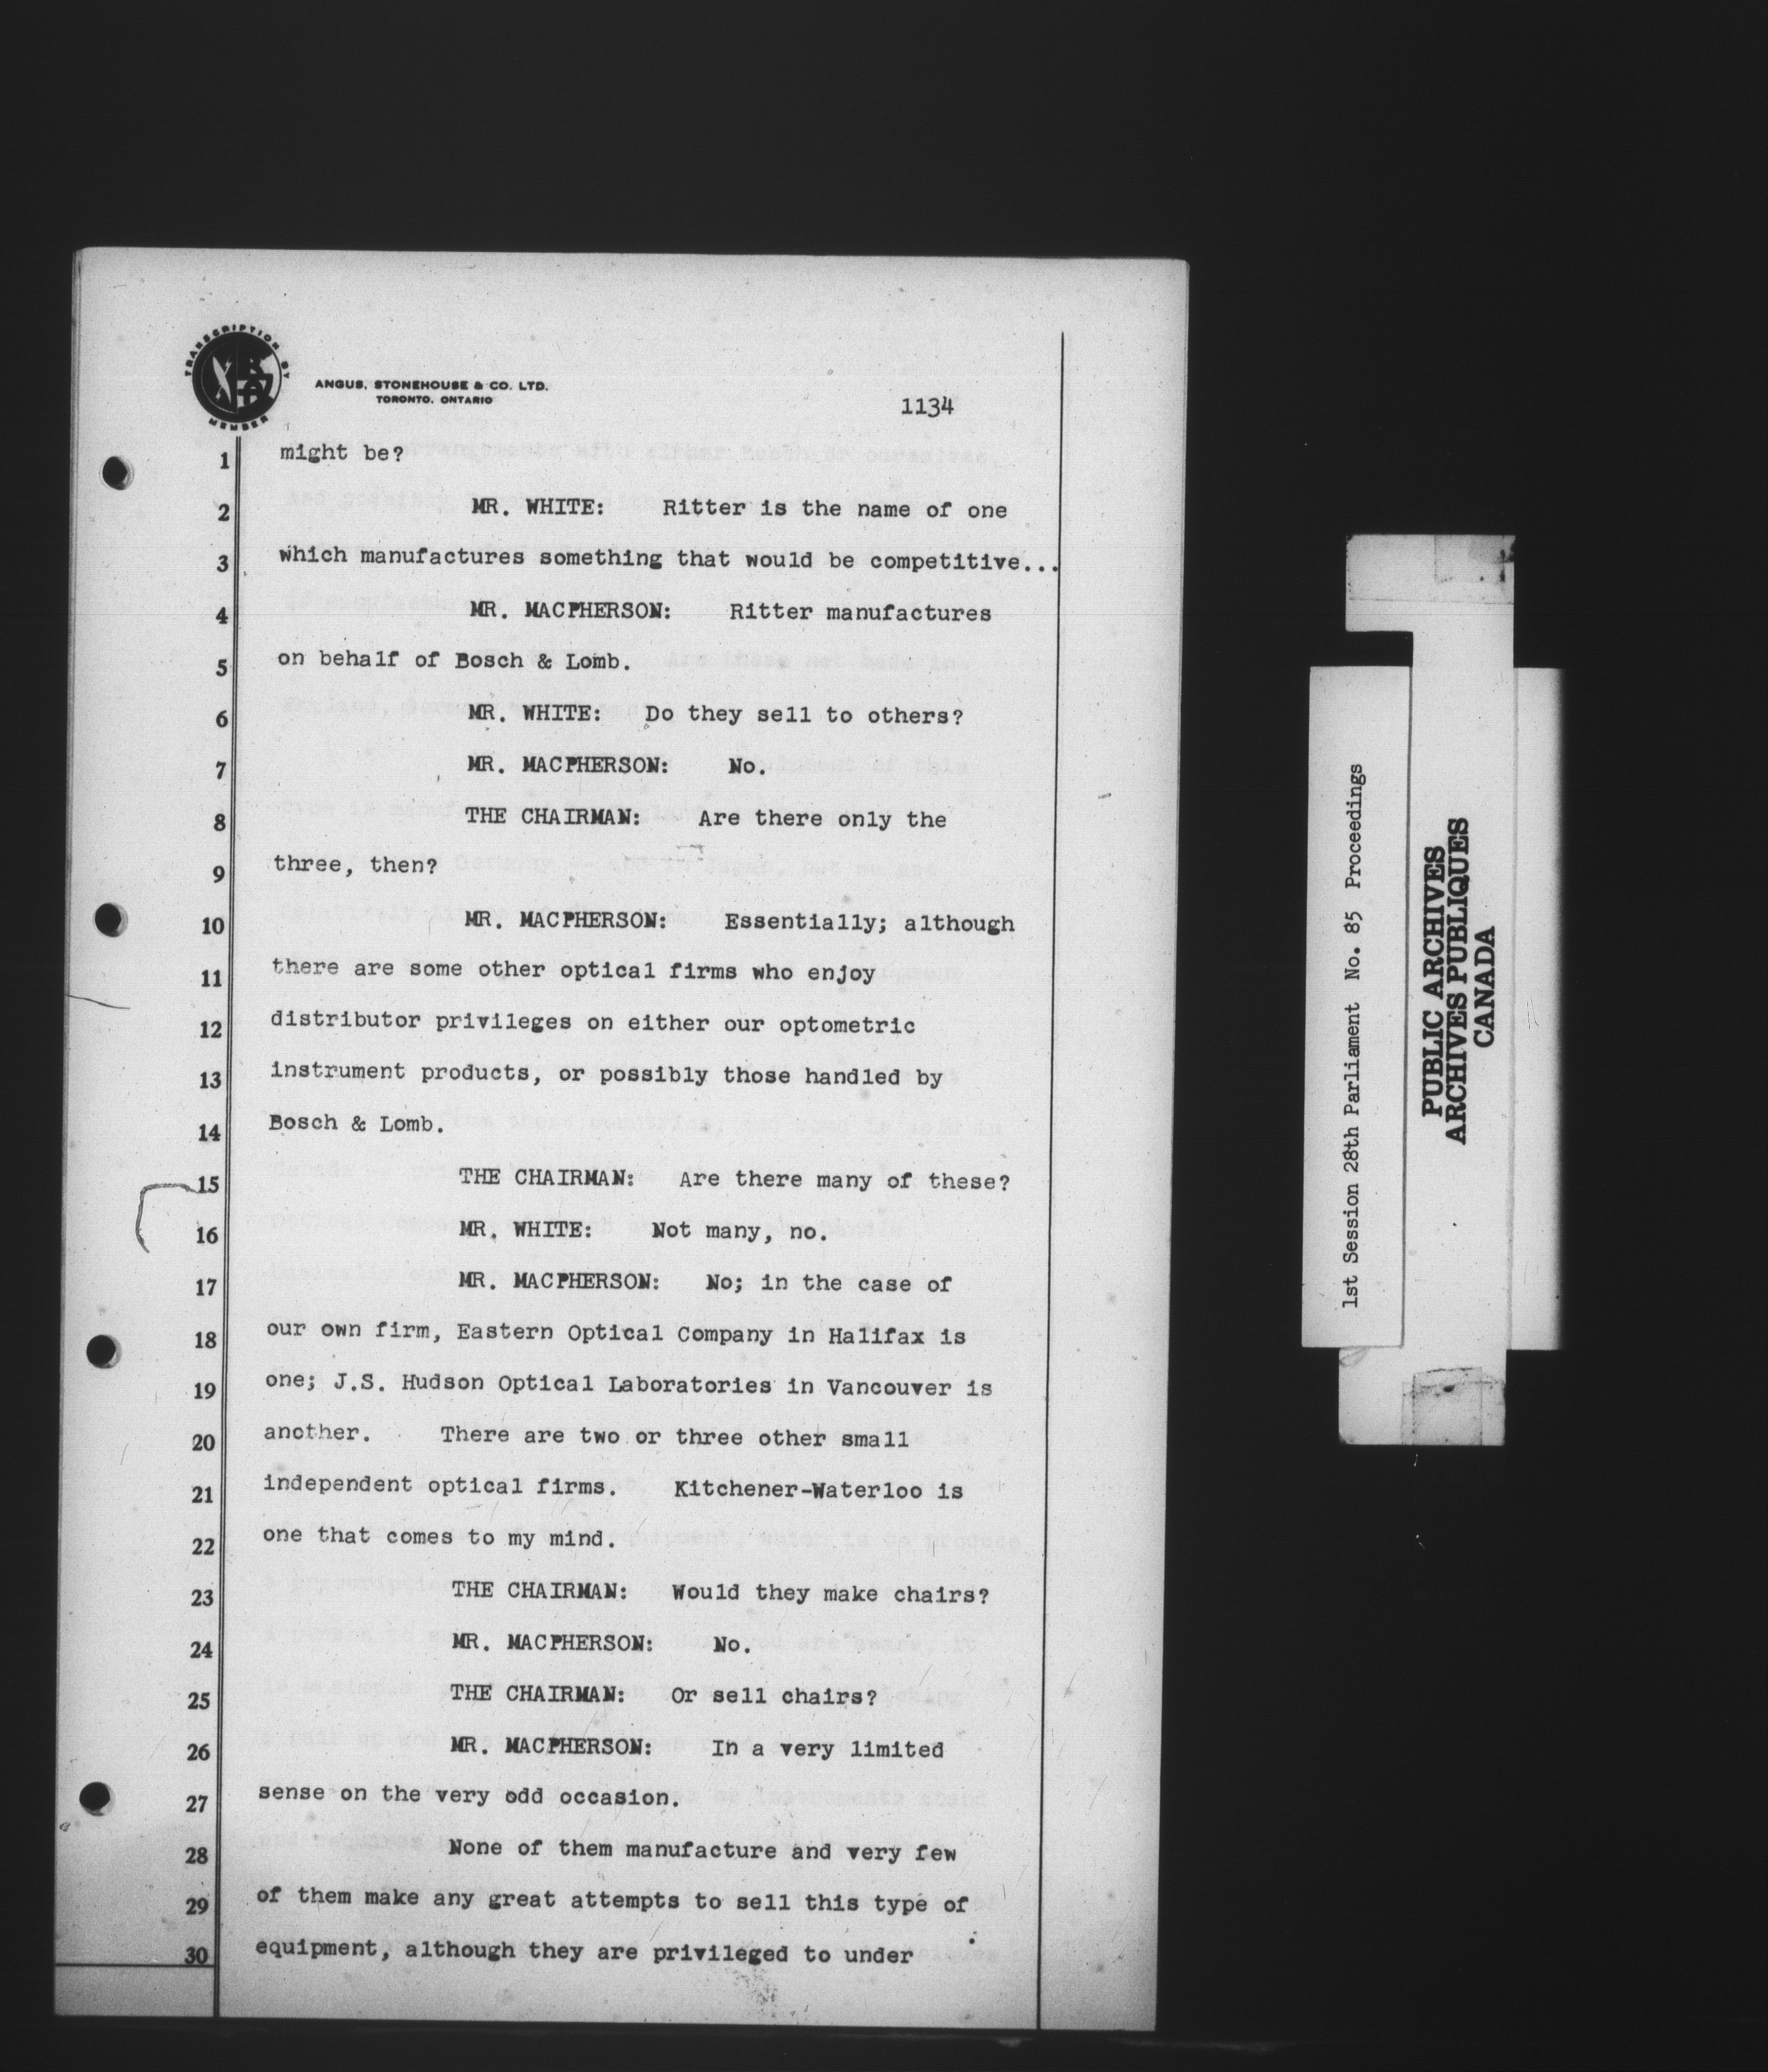 TRANSCRIPTION BY
MEMBER
ANGUS, STONEHOUSE & CO. LTD.
TORONTO, ONTARIO
1134
1 might be?
2 MR. WHITE: Ritter is the name of one
3 which manufactures something that would be competitive...
4 MR. MACPHERSON: Ritter manufactures
5 on behalf of Bosch & Lomb.
6 MR. WHITE: Do they sell to others?
7 MR. MACPHERSON: No.
8 THE CHAIRMAN: Are there only the
9 three, then?
10 MR. MACPHERSON: Essentially; although
11 there are some other optical firms who enjoy
12 distributor privileges on either our optometric
13 instrument products, or possibly those handled by
14 Bosch & Lomb.
15 THE CHAIRMAN: Are there many of these?
16 MR. WHITE: Not many, no.
17 MR. MACPHERSON: No; in the case of
18 our own firm, Eastern Optical Company in Halifax is
19 one; J.S. Hudson Optical Laboratories in Vancouver is
20 another. There are two or three other small
21 independent optical firms. Kitchener-Waterloo is
22 one that comes to my mind.
23 THE CHAIRMAN: Would they make chairs?
24 MR. MACPHERSON: No.
25 THE CHAIRMAN: Or sell chairs?
26 MR. MACPHERSON: In a very limited
27 sense on the very odd occasion.
28 None of them manufacture and very few
29 of them make any great attempts to sell this type of
30 equipment, although they are privileged to under
1st Session 28th Parliament No. 85 Proceedings
PUBLIC ARCHIVES
ARCHIVES PUBLIQUES
CANADA